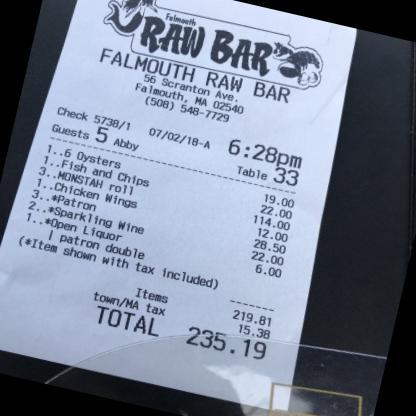 Falmouth
RAW BAR
FALMOUTH RAW BAR
56 Scranton Ave.
Falmouth, MA 02540
(508) 548-7729
Check 5738/1 07/02/18-A 6:28pm
Guests 5 Abby Table 33
1..6 Oysters 19.00
1..Fish and Chips 22.00
3..MONSTAH roll 114.00
1..Chicken Wings 12.00
3..*Patron 28.50
2..*Sparkling Wine 22.00
1..*Open Liquor 6.00
1 patron double
(*Item shown with tax included)
Items 219.81
town/MA tax 15.38
TOTAL 235.19